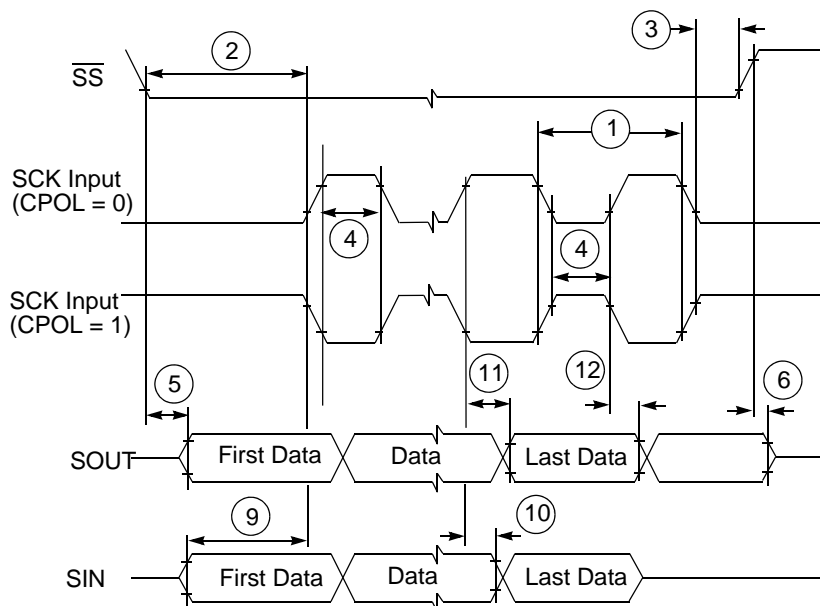 2
3
SS
1
SCK Input
(CPOL = 0)
4
4
SCK Input
(CPOL = 1)
5
11
12
6
SOUT
First Data
Data
Last Data
9
10
SIN
First Data
Data
Last Data